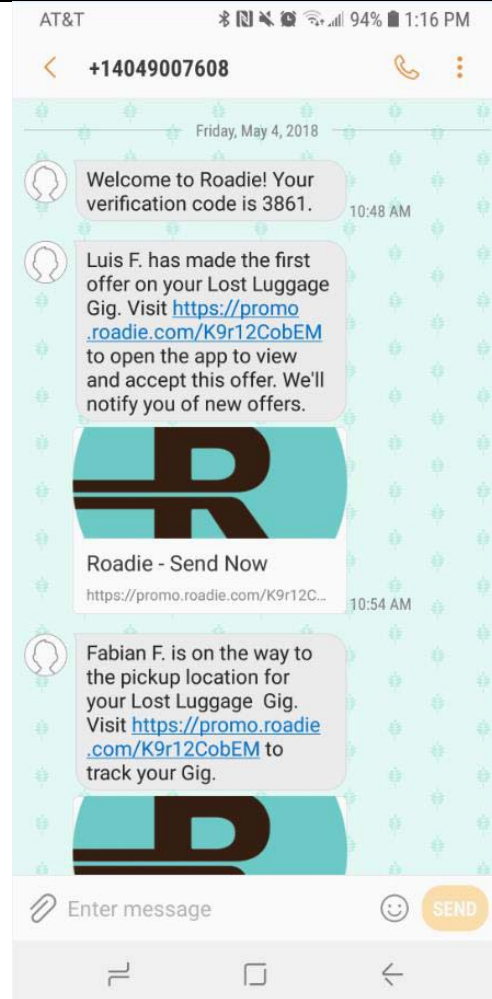 AT&T 94% 1:16 PM
+14049007608
Friday, May 4, 2018
Welcome to Roadie! Your
verification code is 3861.
10:48 AM
Luis F. has made the first
offer on your Lost Luggage
Gig. Visit https://promo
.roadie.com/K9r12CobEM
to open the app to view
and accept this offer. We'll
notify you of new offers.
R
Roadie - Send Now
https://promo.roadie.com/K9r12C...
10:54 AM
Fabian F. is on the way to
the pickup location for
your Lost Luggage  Gig.
Visit https://promo.roadie
.com/K9r12CobEM to
track your Gig.
Enter message
SEND